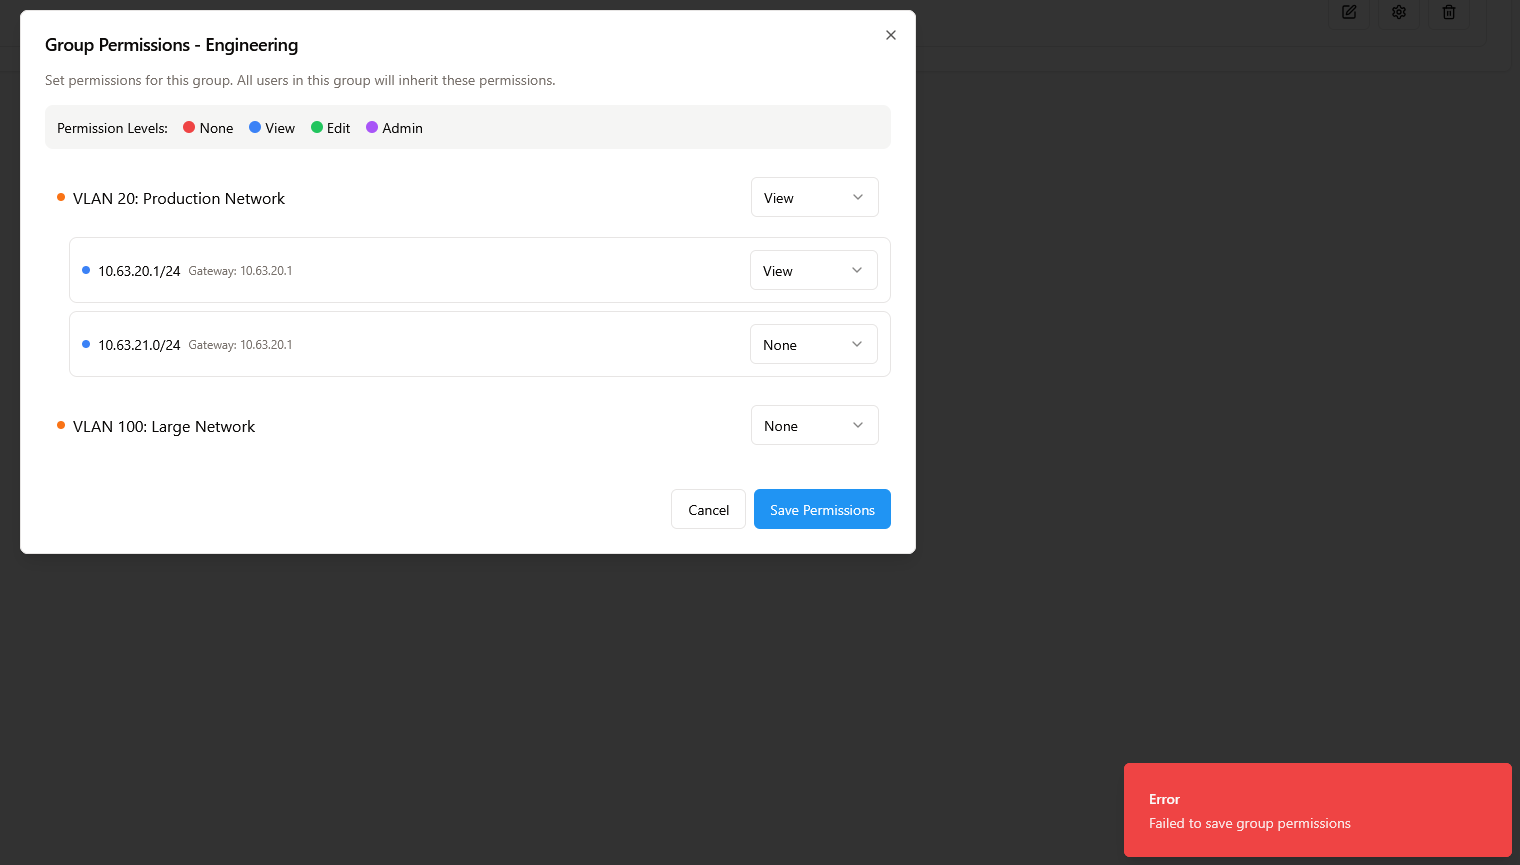 Group Permissions - Engineering
Set permissions for this group. All users in this group will inherit these permissions.
Permission Levels: None View Edit Admin
VLAN 20: Production Network View
10.63.20.1/24 Gateway: 10.63.20.1 View
10.63.21.0/24 Gateway: 10.63.20.1 None
VLAN 100: Large Network None
Cancel Save Permissions
Error
Failed to save group permissions